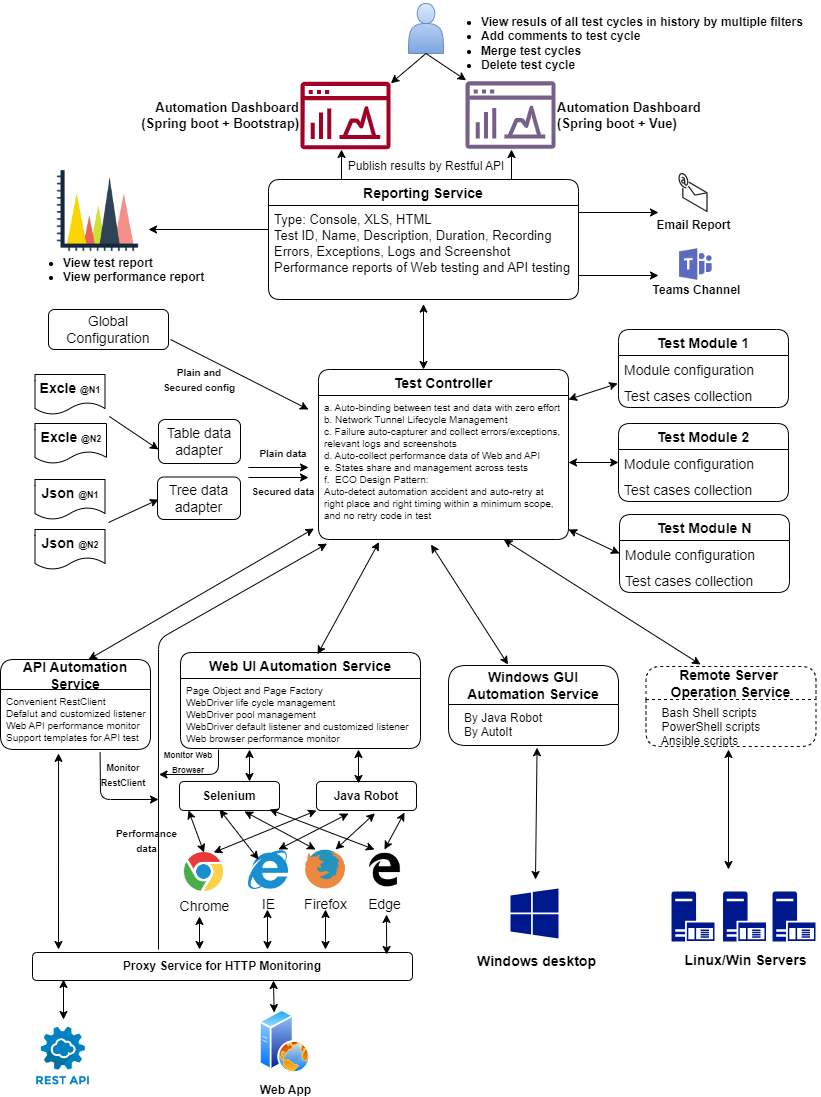 View resuls of all test cycles in history by multiple filters
Add comments to test cycle
Merge test cycles
Delete test cycle
Automation Dashboard
(Spring boot + Bootstrap)
Automation Dashboard
(Spring boot + Vue)
Publish results by Restful API
Reporting Service
Type: Console, XLS, HTML
Test ID, Name, Description, Duration, Recording
Errors, Exceptions, Logs and Screenshot
Performance reports of Web testing and API testing
View test report
View performance report
Email Report
T
Teams Channel
Global
Configuration
Plain and
Secured config
Excle @N1
Excle @N2
Json @N1
Json @N2
Table data
adapter
Tree data
adapter
Plain data
Secured data
Test Controller
a. Auto-binding between test and data with zero effort
b. Network Tunnel Lifecycle Management
c. Failure auto-capturer and collect errors/exceptions,
relevant logs and screenshots
d. Auto-collect performance data of Web and API
e. States share and management across tests
f. ECO Design Pattern:
Auto-detect automation accident and auto-retry at
right place and right timing within a minimum scope,
and no retry code in test
Test Module 1
Module configuration
Test cases collection
Test Module 2
Module configuration
Test cases collection
Test Module N
Module configuration
Test cases collection
API Automation
Service
Convenient RestClient
Defalut and customized listener
Web API performance monitor
Support templates for API test
Web UI Automation Service
Page Object and Page Factory
WebDriver life cycle management
WebDriver pool management
WebDriver default listener and customized listener
Web browser performance monitor
Windows GUI
Automation Service
By Java Robot
By AutoIt
Remote Server
Operation Service
Bash Shell scripts
PowerShell scripts
Ansible scripts
Monitor
RestClient
Monitor Web
Browser
Selenium
Java Robot
Performance
data
Chrome
IE
Firefox
Edge
Proxy Service for HTTP Monitoring
Windows desktop
Linux/Win Servers
REST API
Web App